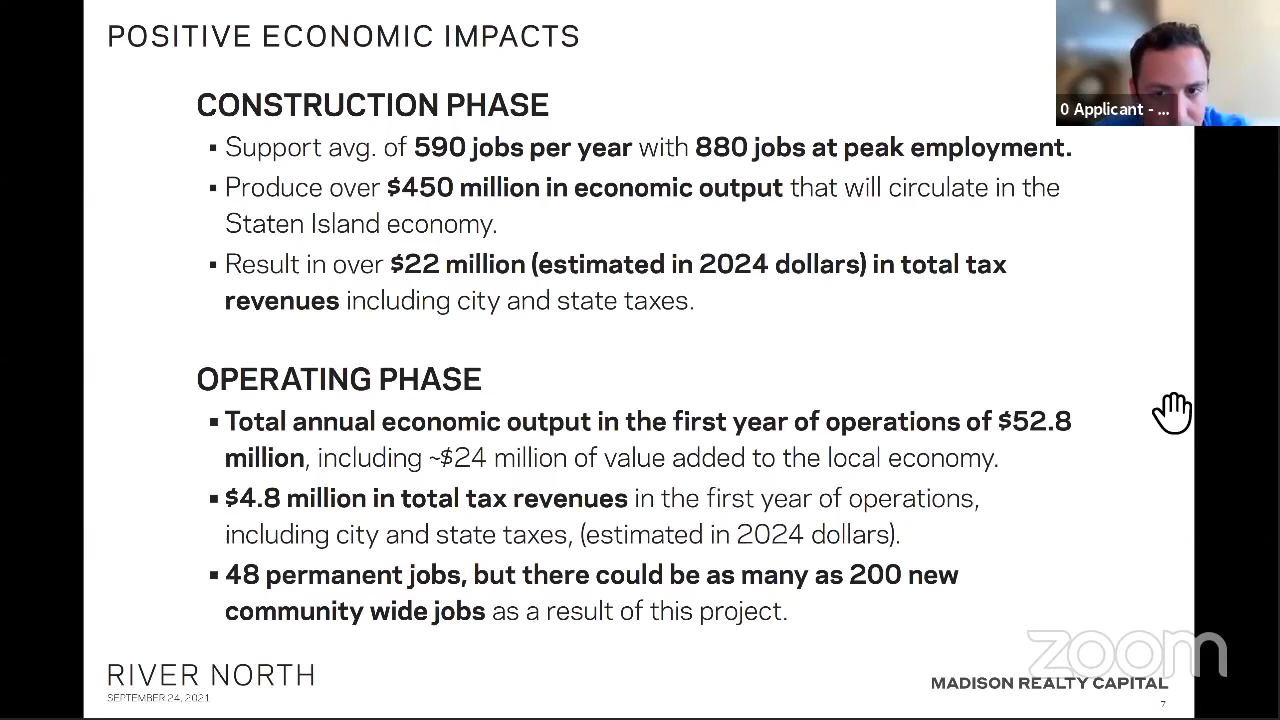 POSITIVE ECONOMIC IMPACTS
0 Applicant - ...
CONSTRUCTION PHASE
▪ Support avg. of 590 jobs per year with 880 jobs at peak employment.
▪ Produce over $450 million in economic output that will circulate in the
Staten Island economy.
▪ Result in over $22 million (estimated in 2024 dollars) in total tax
revenues including city and state taxes.
OPERATING PHASE
▪ Total annual economic output in the first year of operations of $52.8
million, including ~$24 million of value added to the local economy.
▪ $4.8 million in total tax revenues in the first year of operations,
including city and state taxes, (estimated in 2024 dollars).
▪ 48 permanent jobs, but there could be as many as 200 new
community wide jobs as a result of this project.
zoom
RIVER NORTH
SEPTEMBER 24, 2021
MADISON REALTY CAPITAL
7